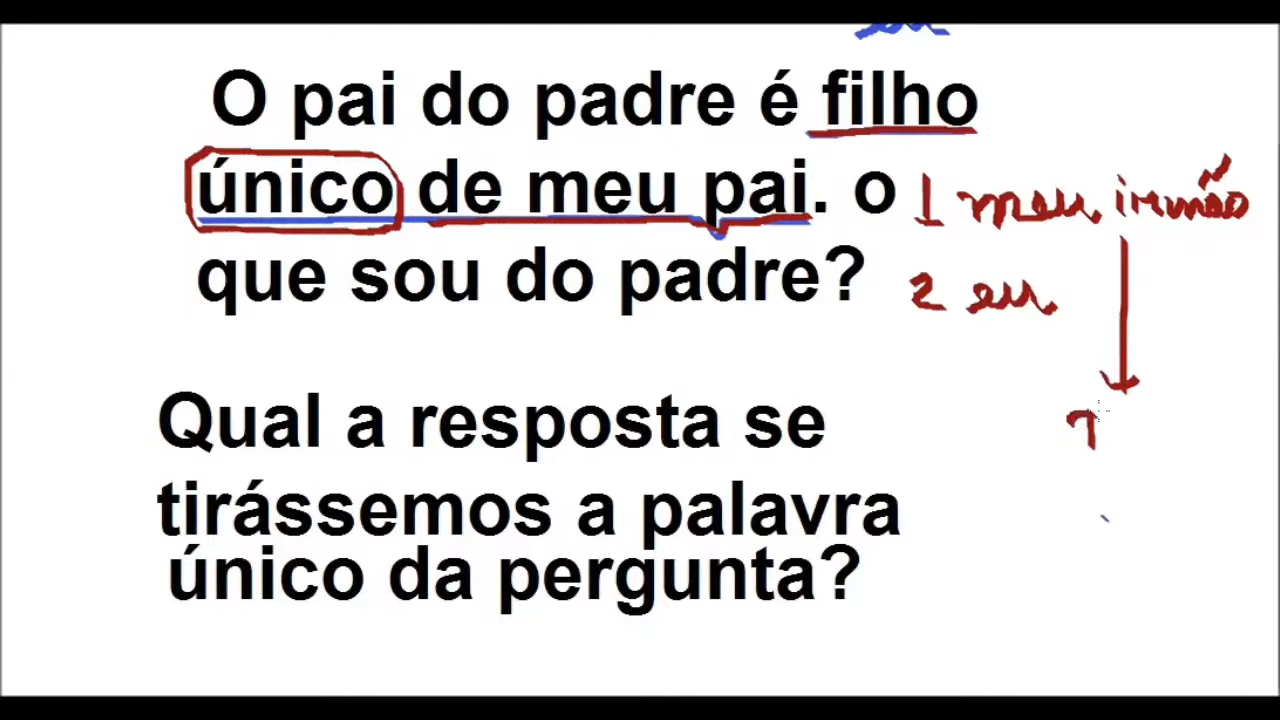 O pai do padre é filho
único de meu pai. o
que sou do padre?
1 meu irmão
2 eu
Qual a resposta se
tirássemos a palavra
único da pergunta?